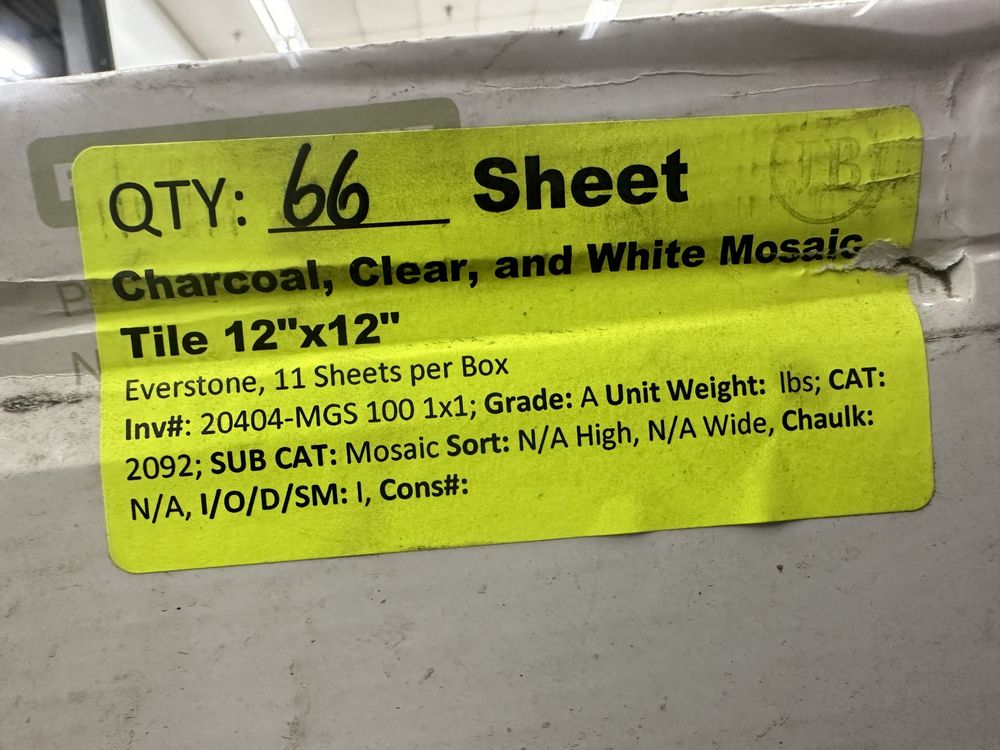 QTY: 66 Sheet
Charcoal, Clear, and White Mosaic
Tile 12"x12"
Everstone, 11 Sheets per Box
Inv#: 20404-MGS 100 1x1; Grade: A Unit Weight: lbs; CAT:
2092; SUB CAT: Mosaic Sort: N/A High, N/A Wide, Chaulk:
N/A, I/O/D/SM: I, Cons#: